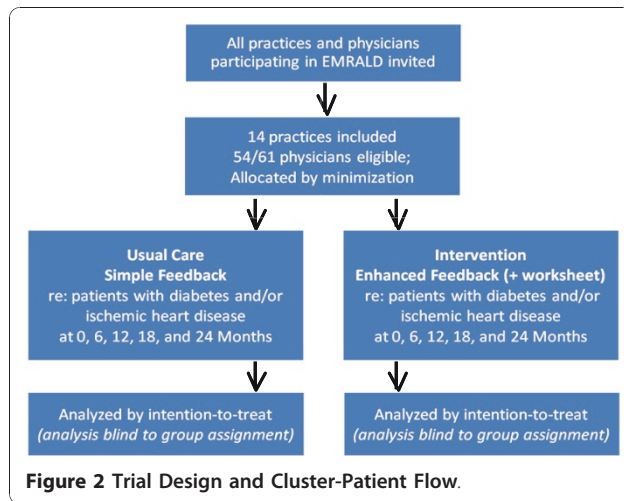 All practices and physicians
participating in EMRALD invited
14 practices included
54/61 physicians eligible;
Allocated by minimization
Usual Care
Simple Feedback
re: patients with diabetes and/or
ischemic heart disease
at 0, 6, 12, 18, and 24 Months
Intervention
Enhanced Feedback (+ worksheet)
re: patients with diabetes and/or
ischemic heart disease
at 0, 6, 12, 18, and 24 Months
Analyzed by intention-to-treat
(analysis blind to group assignment)
Analyzed by intention-to-treat
(analysis blind to group assignment)
Figure 2 Trial Design and Cluster-Patient Flow.